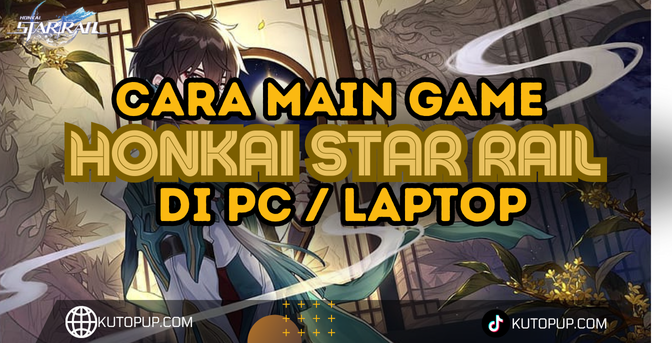 HONKAI
STAR RAIL
CARA MAIN GAME
HONKAI STAR RAIL
DI PC / LAPTOP
KUTOPUP.COM
KUTOPUP.COM